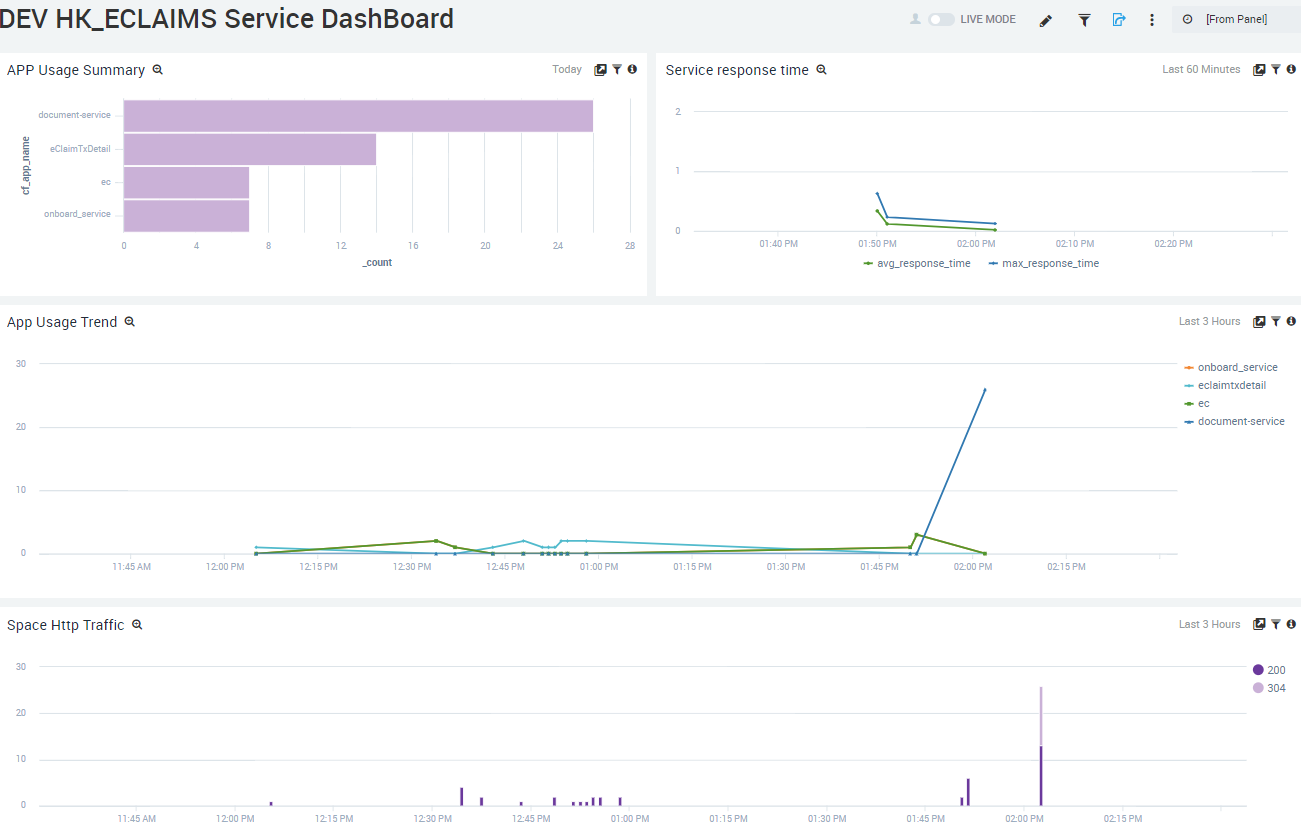 DEV HK_ECLAIMS Service DashBoard
LIVE MODE
[From Panel]
APP Usage Summary
Today
cf_app_name
document-service
eClaimTxDetail
ec
onboard_service
0 4 8 12 16 20 24 28
_count
Service response time
Last 60 Minutes
2
1
0
01:40 PM 01:50 PM 02:00 PM 02:10 PM 02:20 PM
avg_response_time max_response_time
App Usage Trend
Last 3 Hours
30
20
10
0
11:45 AM 12:00 PM 12:15 PM 12:30 PM 12:45 PM 01:00 PM 01:15 PM 01:30 PM 01:45 PM 02:00 PM 02:15 PM
onboard_service
eclaimtxdetail
ec
document-service
Space Http Traffic
Last 3 Hours
30
20
10
0
11:45 AM 12:00 PM 12:15 PM 12:30 PM 12:45 PM 01:00 PM 01:15 PM 01:30 PM 01:45 PM 02:00 PM 02:15 PM
200
304